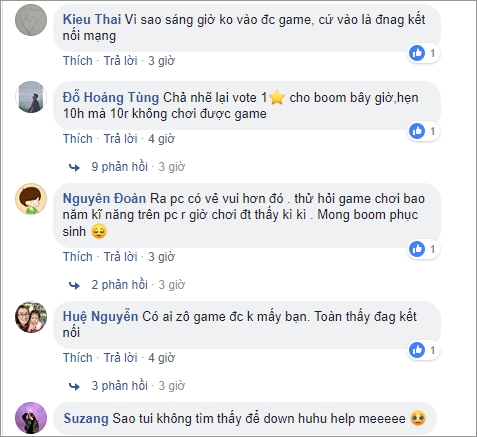 Kieu Thai Vì sao sáng giờ ko vào đc game, cứ vào là đnag kết
nối mạng
1
Thích · Trả lời · 3 giờ
Đỗ Hoàng Tùng Chả nhẽ lại vote 1⭐ cho boom bây giờ,hẹn
10h mà 10r không chơi được game
1
Thích · Trả lời · 4 giờ
9 phản hồi · 3 giờ
Nguyên Đoàn Ra pc có vẻ vui hơn đó . thử hỏi game chơi bao
năm kĩ năng trên pc r giờ chơi đt thấy kì kì . Mong boom phục
sinh 😔
1
Thích · Trả lời · 3 giờ
2 phản hồi · 3 giờ
Huệ Nguyễn Có ai zô game đc k mấy bạn. Toàn thấy đag kết
nối
1
Thích · Trả lời · 4 giờ
3 phản hồi · 3 giờ
Suzang Sao tui không tìm thấy để down huhu help meeeee 🥺